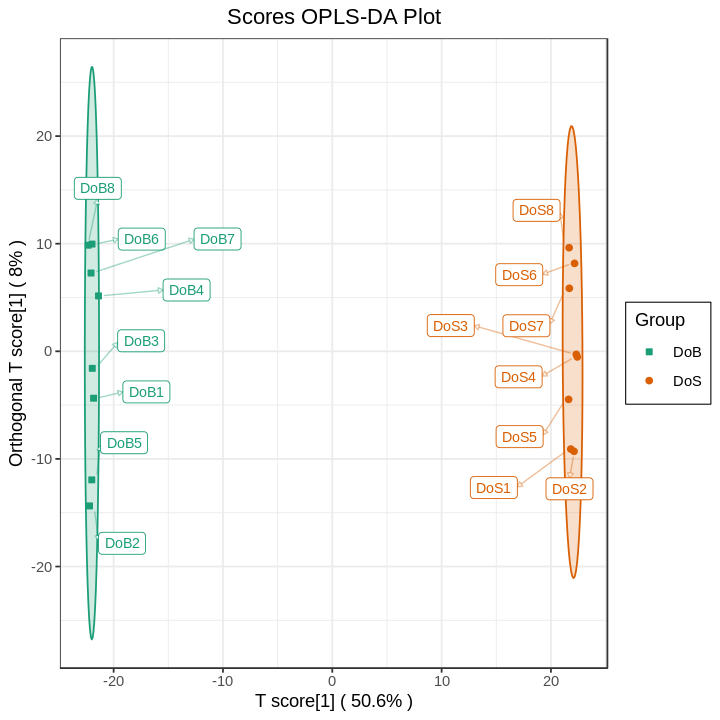 Scores OPLS-DA Plot
Orthogonal T score[1] ( 8% )
20
10
0
-10
-20
DoB8
DoB6
DoB7
DoB4
DoB3
DoB1
DoB5
DoB2
DoS8
DoS6
DoS3
DoS7
DoS4
DoS5
DoS1
DoS2
-20
-10
0
10
20
T score[1] ( 50.6% )
Group
DoB
DoS